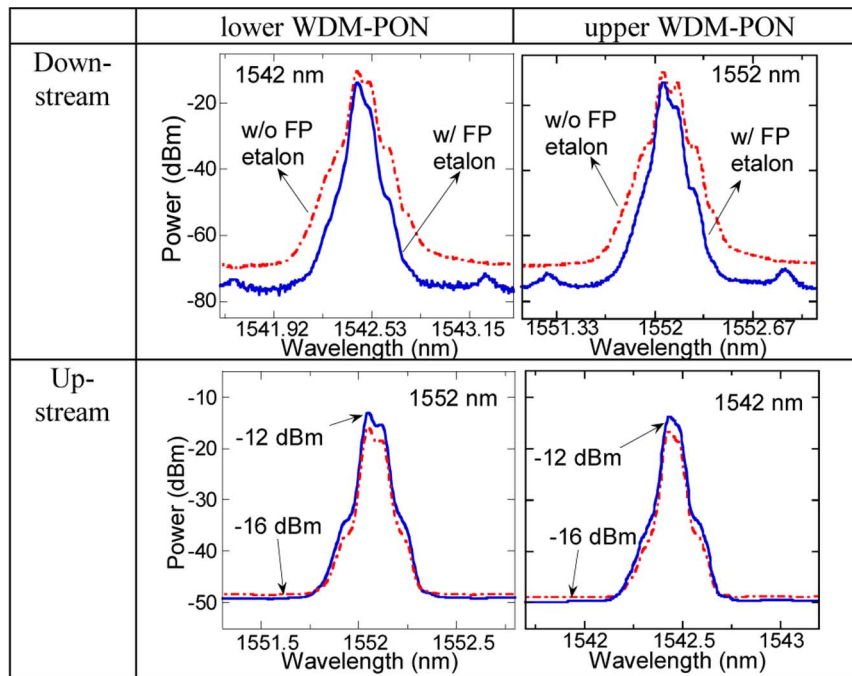 lower WDM-PON
upper WDM-PON
Down-
stream
1542 nm
w/o FP
etalon
w/ FP
etalon
Power (dBm)
-20
-40
-60
-80
1541.92 1542.53 1543.15
Wavelength (nm)
1552 nm
w/o FP
etalon
w/ FP
etalon
1551.33 1552 1552.67
Wavelength (nm)
Up-
stream
1552 nm
-12 dBm
-16 dBm
Power (dBm)
-10
-20
-30
-40
-50
1551.5 1552 1552.5
Wavelength (nm)
1542 nm
-12 dBm
-16 dBm
1542 1542.5 1543
Wavelength (nm)